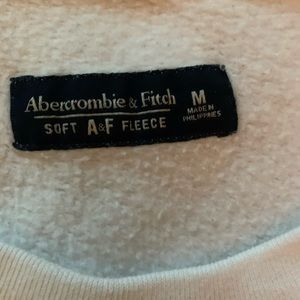 Abercrombie & Fitch
SOFT A&F FLEECE
M
MADE IN
PHILIPPINES